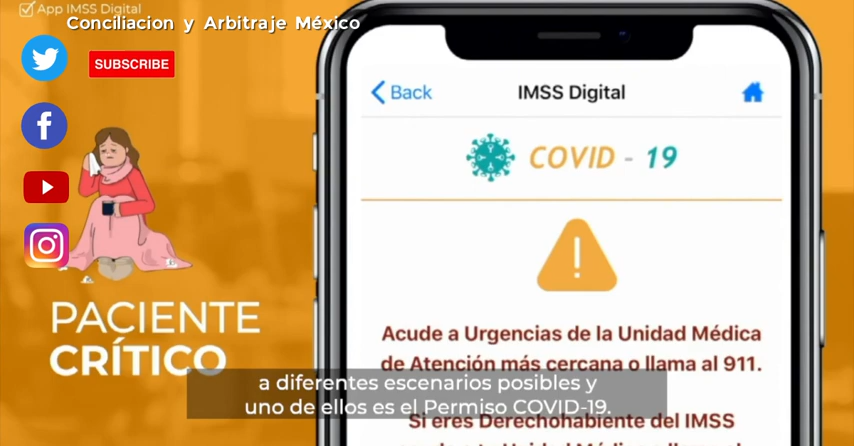 App IMSS Digital
Conciliacion y Arbitraje México
SUBSCRIBE
Back
IMSS Digital
COVID - 19
Acude a Urgencias de la Unidad Médica
de Atención más cercana o llama al 911.
Si eres Derechohabiente del IMSS
PACIENTE
CRÍTICO
a diferentes escenarios posibles y
uno de ellos es el Permiso COVID-19.